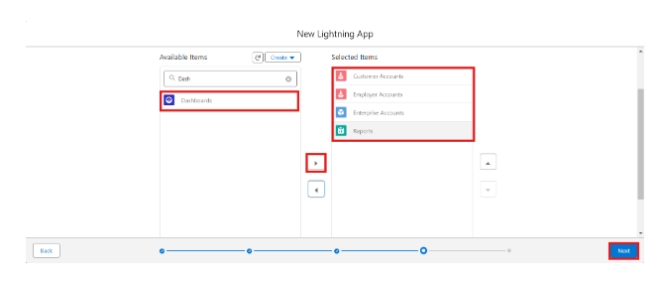 New Lightning App
Available Items
Create
Selected Items
Dash
Dashboards
Customer Accounts
Employer Accounts
Enterprise Accounts
Reports
Back
Next